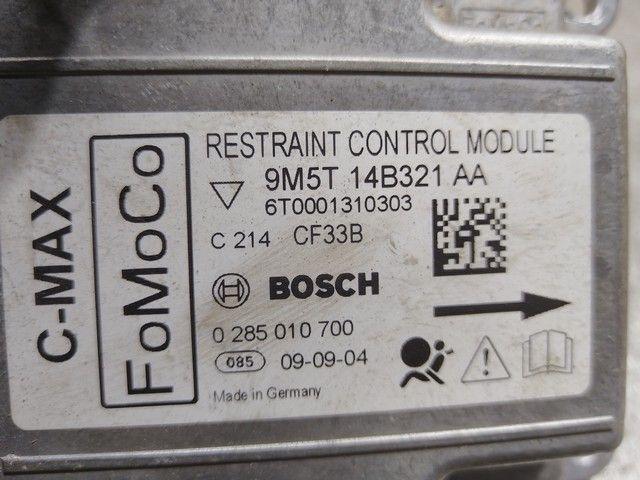 C-MAX
FoMoCo
RESTRAINT CONTROL MODULE
9M5T 14B321 AA
6T0001310303
C 214 CF33B
BOSCH
0 285 010 700
085 09-09-04
Made in Germany